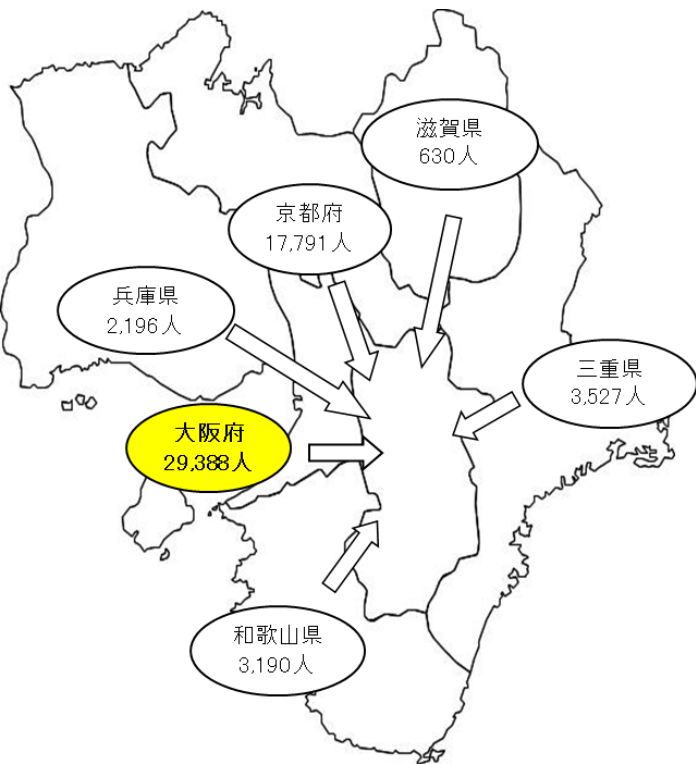 滋賀県
630人
京都府
17,791人
兵庫県
2,196人
三重県
3,527人
大阪府
29,388人
和歌山県
3,190人